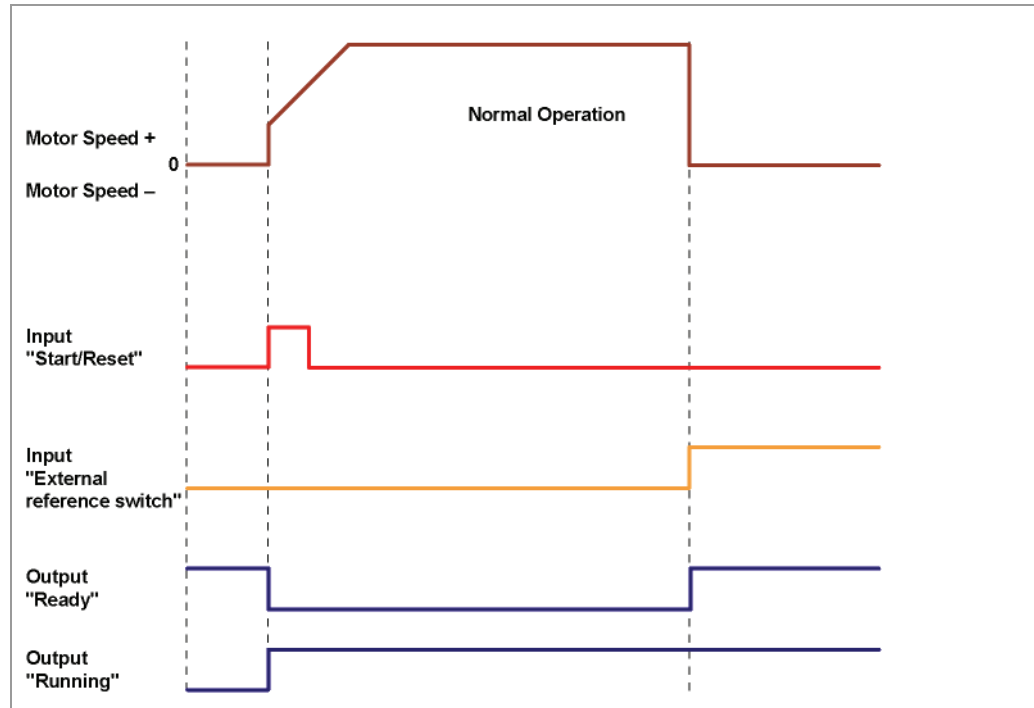 Normal Operation
Motor Speed +
0
Motor Speed –
Input
"Start/Reset"
Input
"External
reference switch"
Output
"Ready"
Output
"Running"